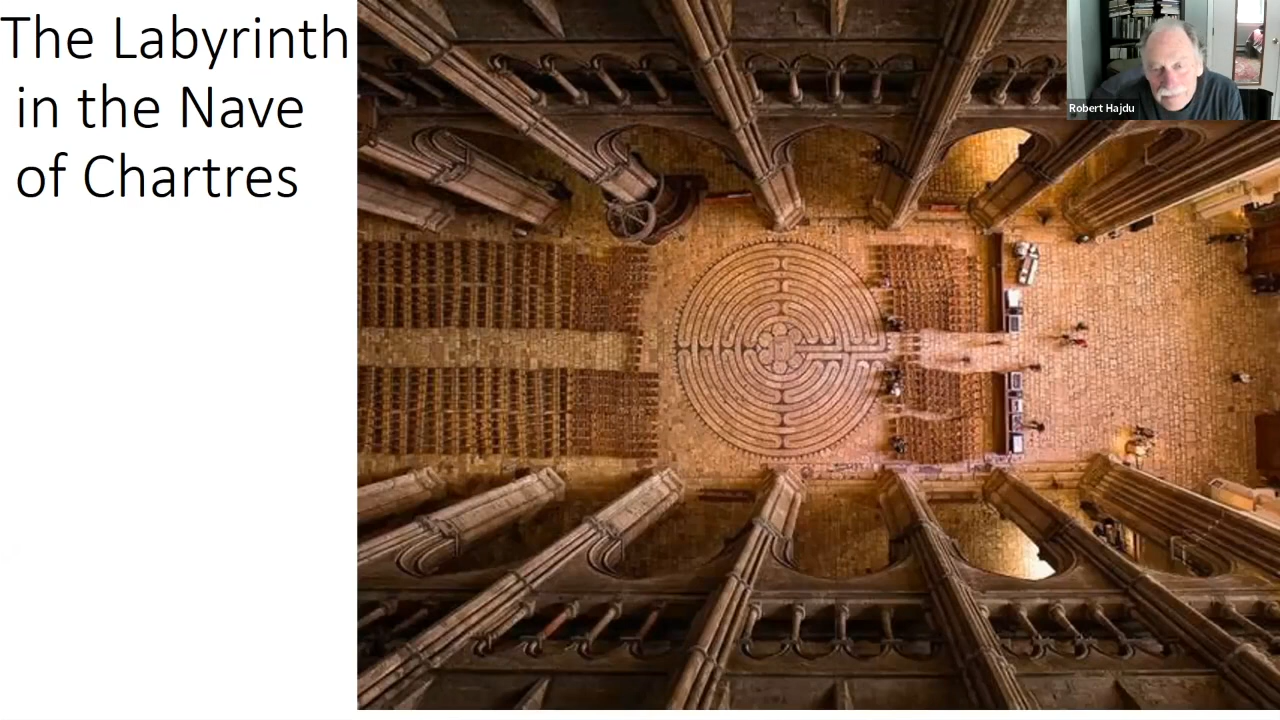 The Labyrinth
in the Nave
of Chartres
Robert Hajdu